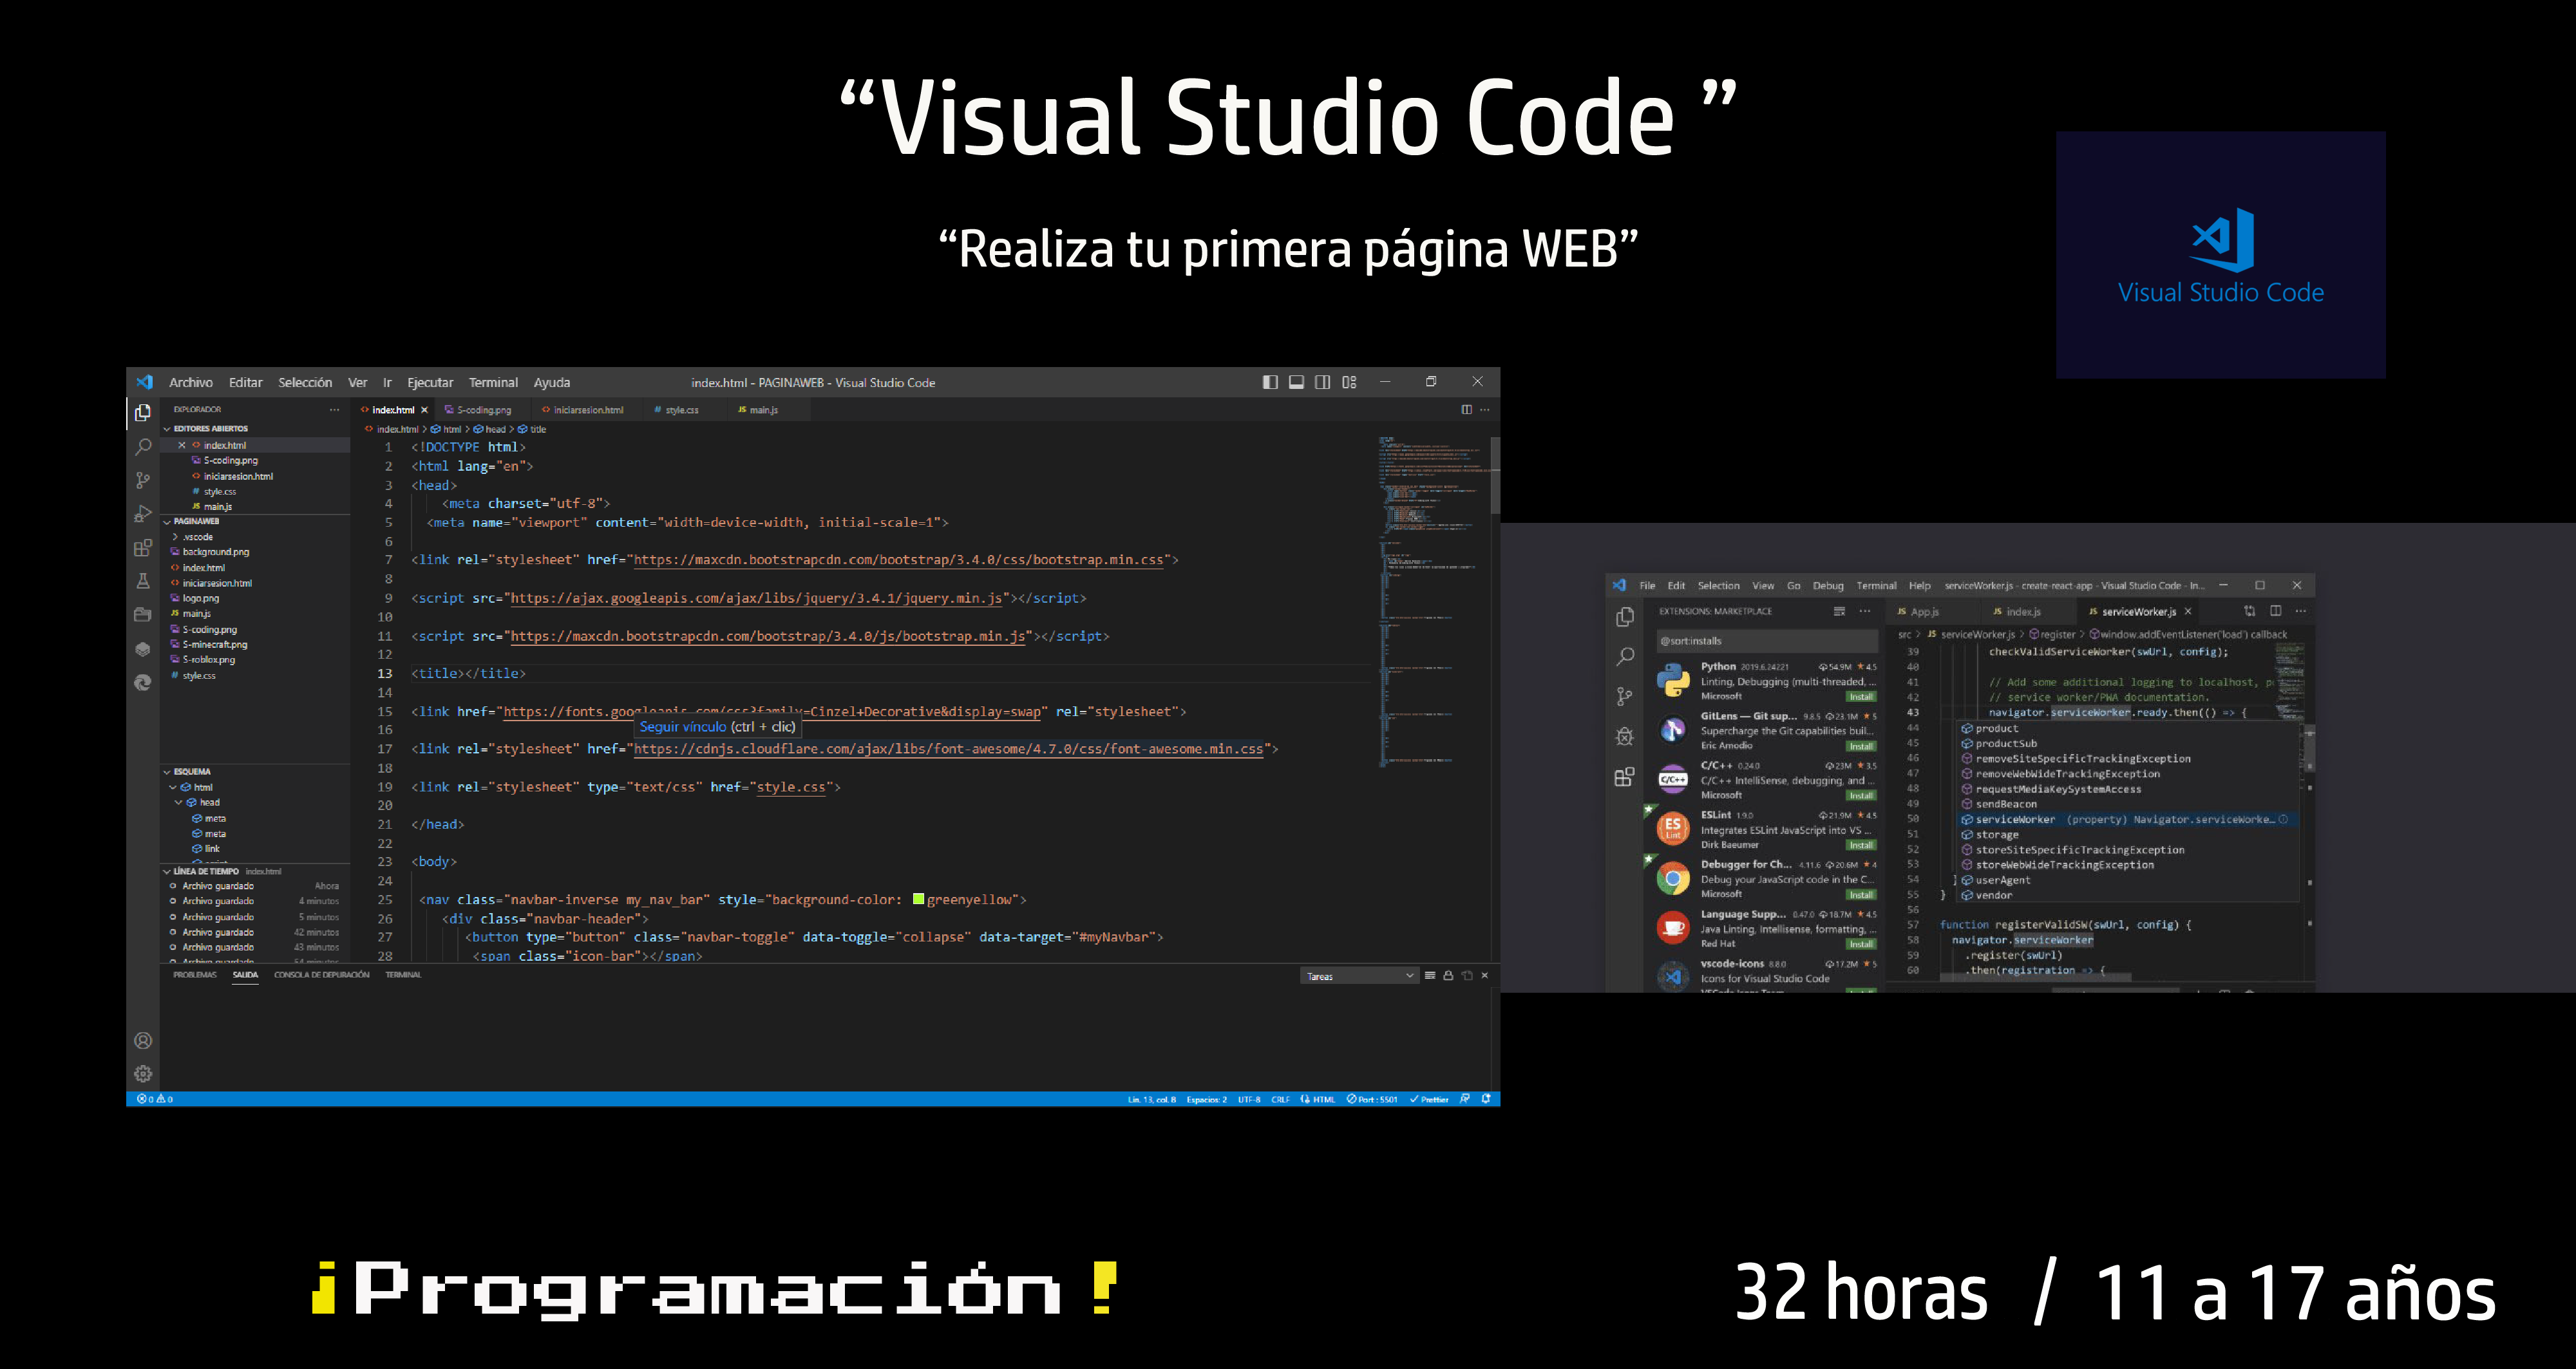 “Visual Studio Code ”
“Realiza tu primera página WEB”
Visual Studio Code
Archivo Editar Selección Ver Ir Ejecutar Terminal Ayuda
index.html - PAGINAWEB - Visual Studio Code
EXPLORADOR
EDITORES ABIERTOS
index.html
S-coding.png
iniciarsesion.html
style.css
main.js
PAGINAWEB
.vscode
background.png
index.html
iniciarsesion.html
logo.png
main.js
S-coding.png
S-minecraft.png
S-roblox.png
style.css
ESQUEMA
html
head
meta
meta
link
LÍNEA DE TIEMPO index.html
Archivo guardado Ahora
Archivo guardado 4 minutos
Archivo guardado 5 minutos
Archivo guardado 42 minutos
Archivo guardado 43 minutos
index.html S-coding.png iniciarsesion.html style.css main.js
index.html > html > head > title
1 <!DOCTYPE html>
2 <html lang="en">
3 <head>
4 <meta charset="utf-8">
5 <meta name="viewport" content="width=device-width, initial-scale=1">
6
7 <link rel="stylesheet" href="https://maxcdn.bootstrapcdn.com/bootstrap/3.4.0/css/bootstrap.min.css">
8
9 <script src="https://ajax.googleapis.com/ajax/libs/jquery/3.4.1/jquery.min.js"></script>
10
11 <script src="https://maxcdn.bootstrapcdn.com/bootstrap/3.4.0/js/bootstrap.min.js"></script>
12
13 <title></title>
14
15 <link href="https://fonts.googleapis.com/css?family=Cinzel+Decorative&display=swap" rel="stylesheet">
16
Seguir vínculo (ctrl + clic)
17 <link rel="stylesheet" href="https://cdnjs.cloudflare.com/ajax/libs/font-awesome/4.7.0/css/font-awesome.min.css">
18
19 <link rel="stylesheet" type="text/css" href="style.css">
20
21 </head>
22
23 <body>
24
25 <nav class="navbar-inverse my_nav_bar" style="background-color: greenyellow">
26 <div class="navbar-header">
27 <button type="button" class="navbar-toggle" data-toggle="collapse" data-target="#myNavbar">
28 <span class="icon-bar"></span>
PROBLEMAS SALIDA CONSOLA DE DEPURACIÓN TERMINAL
Tareas
0 0
Lín. 13, col. 8 Espacios: 2 UTF-8 CRLF HTML Port : 5501 Prettier
File Edit Selection View Go Debug Terminal Help
serviceWorker.js - create-react-app - Visual Studio Code - In...
EXTENSIONS: MARKETPLACE
@sort:installs
Python 2019.6.24221 54.9M 4.5
Linting, Debugging (multi-threaded, ...
Microsoft Install
GitLens — Git sup... 9.8.5 23.1M 5
Supercharge the Git capabilities buil...
Eric Amodio Install
C/C++ 0.24.0 23M 3.5
C/C++ IntelliSense, debugging, and ...
Microsoft Install
ESLint 1.9.0 21.9M 4.5
Integrates ESLint JavaScript into VS ...
Dirk Baeumer Install
Debugger for Ch... 4.11.6 20.6M 4
Debug your JavaScript code in the C...
Microsoft Install
Language Supp... 0.47.0 18.7M 4.5
Java Linting, Intellisense, formatting, ...
Red Hat Install
vscode-icons 8.8.0 17.2M 5
Icons for Visual Studio Code
App.js index.js serviceWorker.js
src > serviceWorker.js > register > window.addEventListener('load') callback
39 checkValidServiceWorker(swUrl, config);
40
41 // Add some additional logging to localhost, p
42 // service worker/PWA documentation.
43 navigator.serviceWorker.ready.then(() => {
44 product
45 productSub
46 removeSiteSpecificTrackingException
47 removeWebWideTrackingException
48 requestMediaKeySystemAccess
49 sendBeacon
50 serviceWorker (property) Navigator.serviceWorke...
51 storage
52 storeSiteSpecificTrackingException
53 storeWebWideTrackingException
54 } userAgent
55 } vendor
56
57 function registerValidSW(swUrl, config) {
58 navigator.serviceWorker
59 .register(swUrl)
60 .then(registration => {
¡Programación!
32 horas / 11 a 17 años